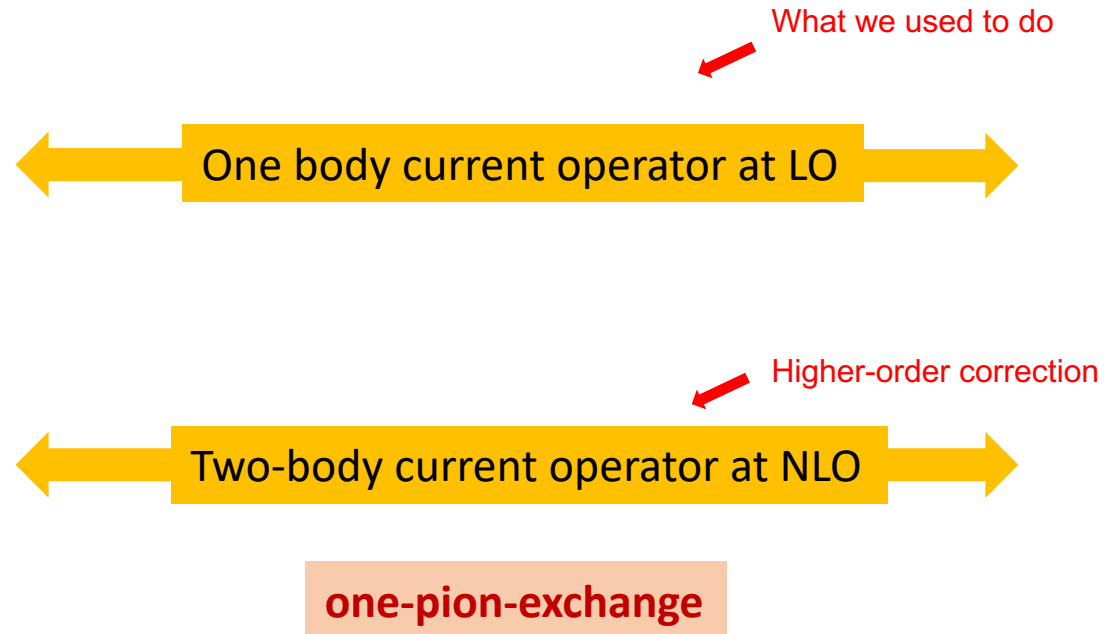 What we used to do
One body current operator at LO
Higher-order correction
Two-body current operator at NLO
one-pion-exchange